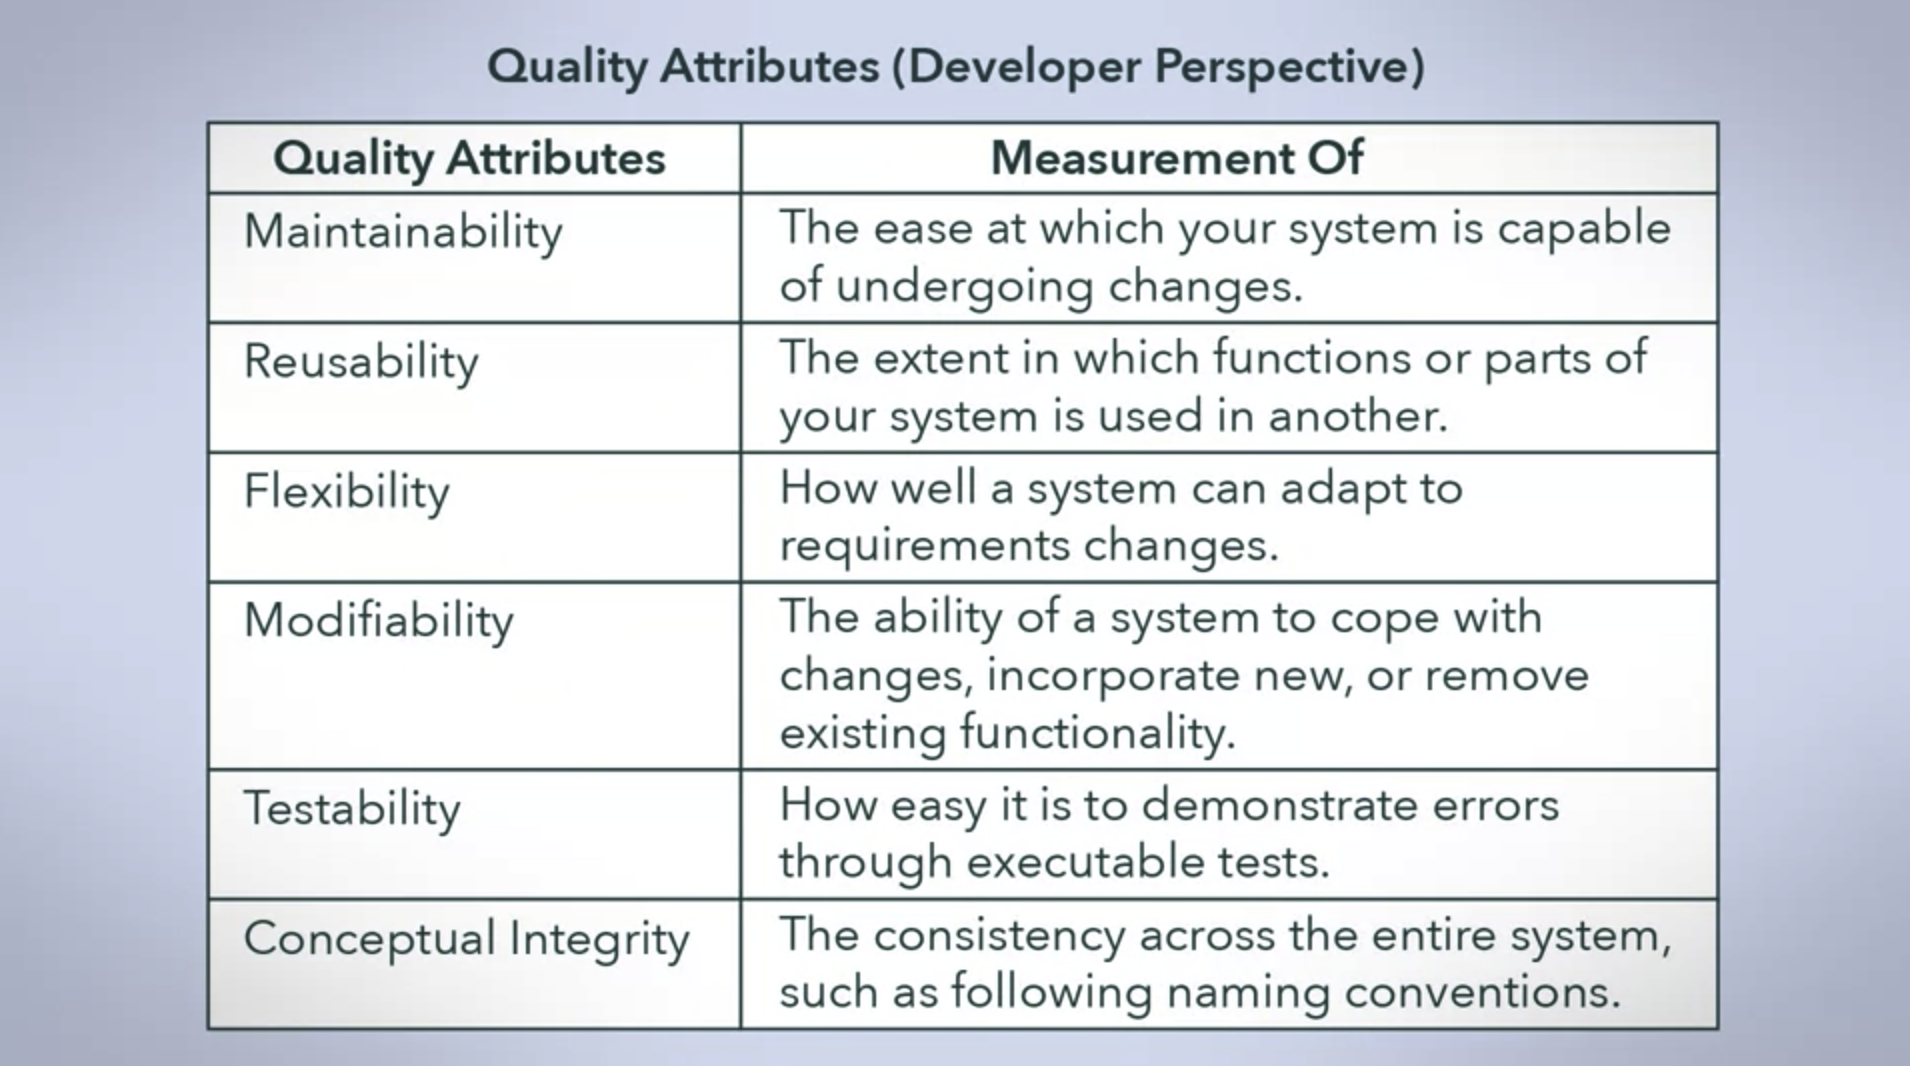 Quality Attributes (Developer Perspective)
Quality Attributes
Measurement Of
Maintainability
The ease at which your system is capable
of undergoing changes.
Reusability
The extent in which functions or parts of
your system is used in another.
Flexibility
How well a system can adapt to
requirements changes.
Modifiability
The ability of a system to cope with
changes, incorporate new, or remove
existing functionality.
Testability
How easy it is to demonstrate errors
through executable tests.
Conceptual Integrity
The consistency across the entire system,
such as following naming conventions.